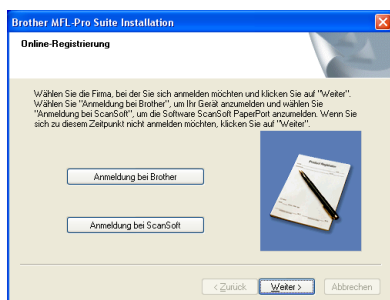 Brother MFL-Pro Suite Installation
Online-Registrierung
Wählen Sie die Firma, bei der Sie sich anmelden möchten und klicken Sie auf "Weiter".
Wählen Sie "Anmeldung bei Brother", um Ihr Gerät anzumelden und wählen Sie
"Anmeldung bei ScanSoft", um die Software ScanSoft PaperPort anzumelden. Wenn Sie
sich zu diesem Zeitpunkt nicht anmelden möchten, klicken Sie auf "Weiter".
Product Registration
Anmeldung bei Brother
Anmeldung bei ScanSoft
< Zurück Weiter > Abbrechen